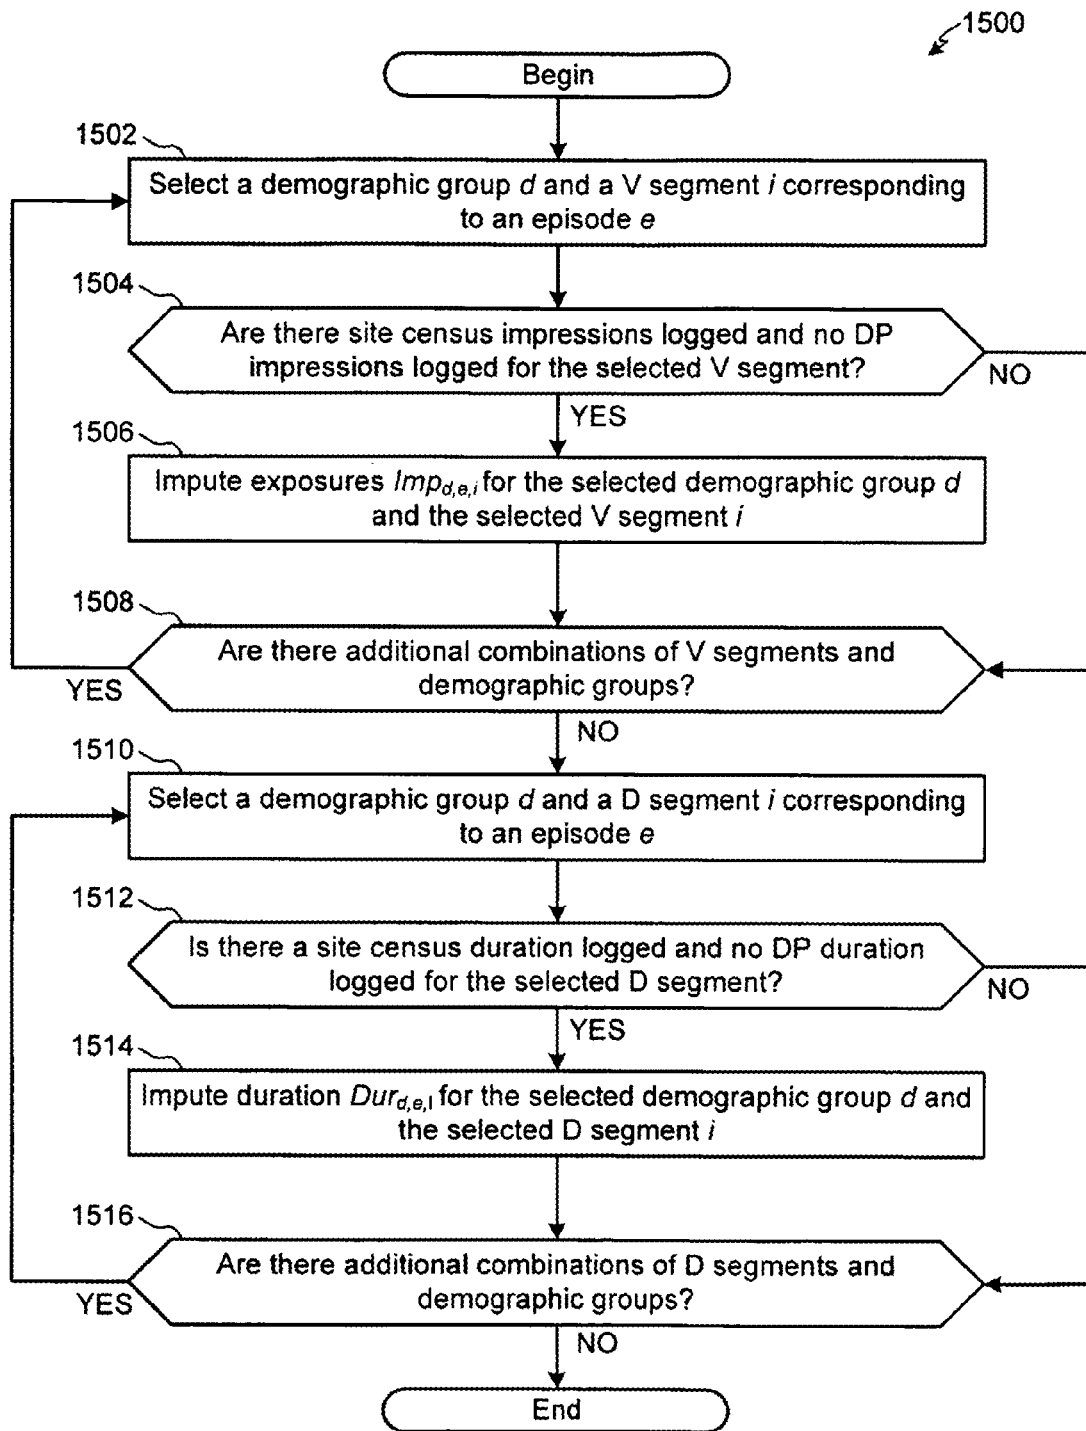 1500
Begin
1502
Select a demographic group d and a V segment i corresponding
to an episode e
1504
Are there site census impressions logged and no DP
impressions logged for the selected V segment?
NO
YES
1506
Impute exposures Imp_d,e,i for the selected demographic group d
and the selected V segment i
1508
Are there additional combinations of V segments and
demographic groups?
YES
NO
1510
Select a demographic group d and a D segment i corresponding
to an episode e
1512
Is there a site census duration logged and no DP duration
logged for the selected D segment?
NO
YES
1514
Impute duration Dur_d,e,I for the selected demographic group d and
the selected D segment i
1516
Are there additional combinations of D segments and
demographic groups?
YES
NO
End